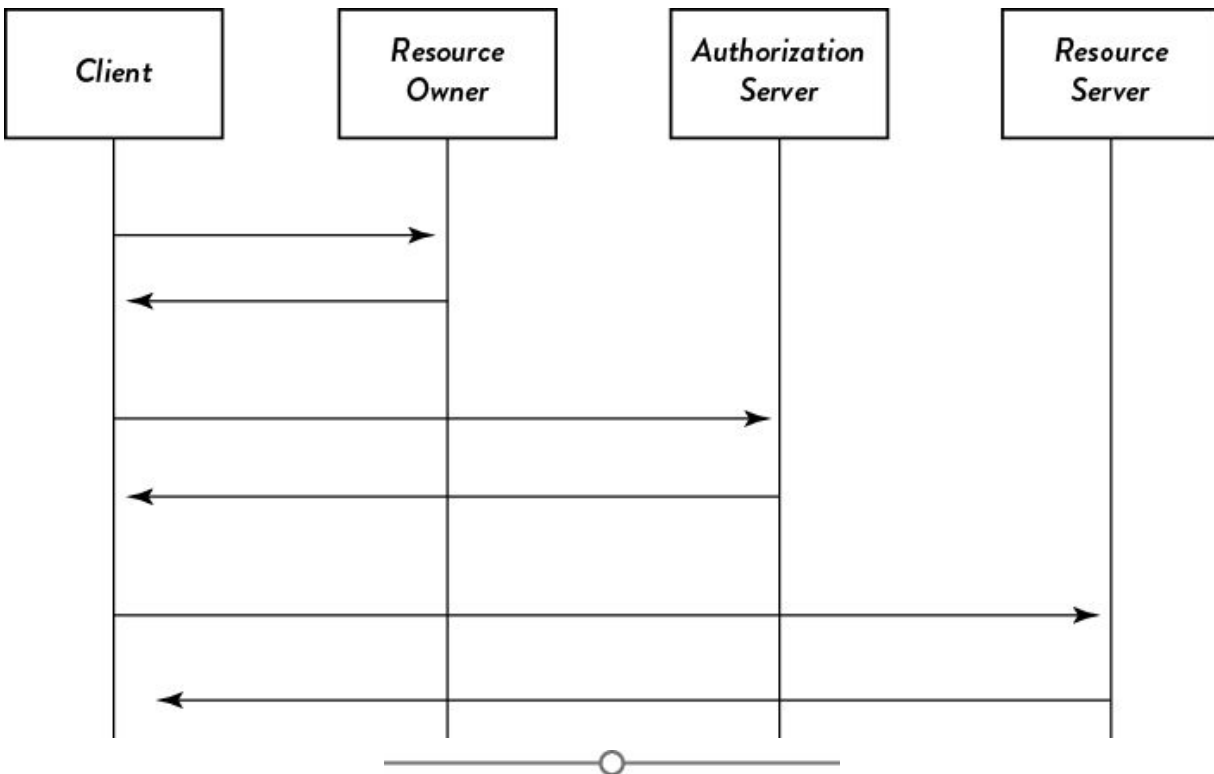 Client
Resource
Owner
Authorization
Server
Resource
Server